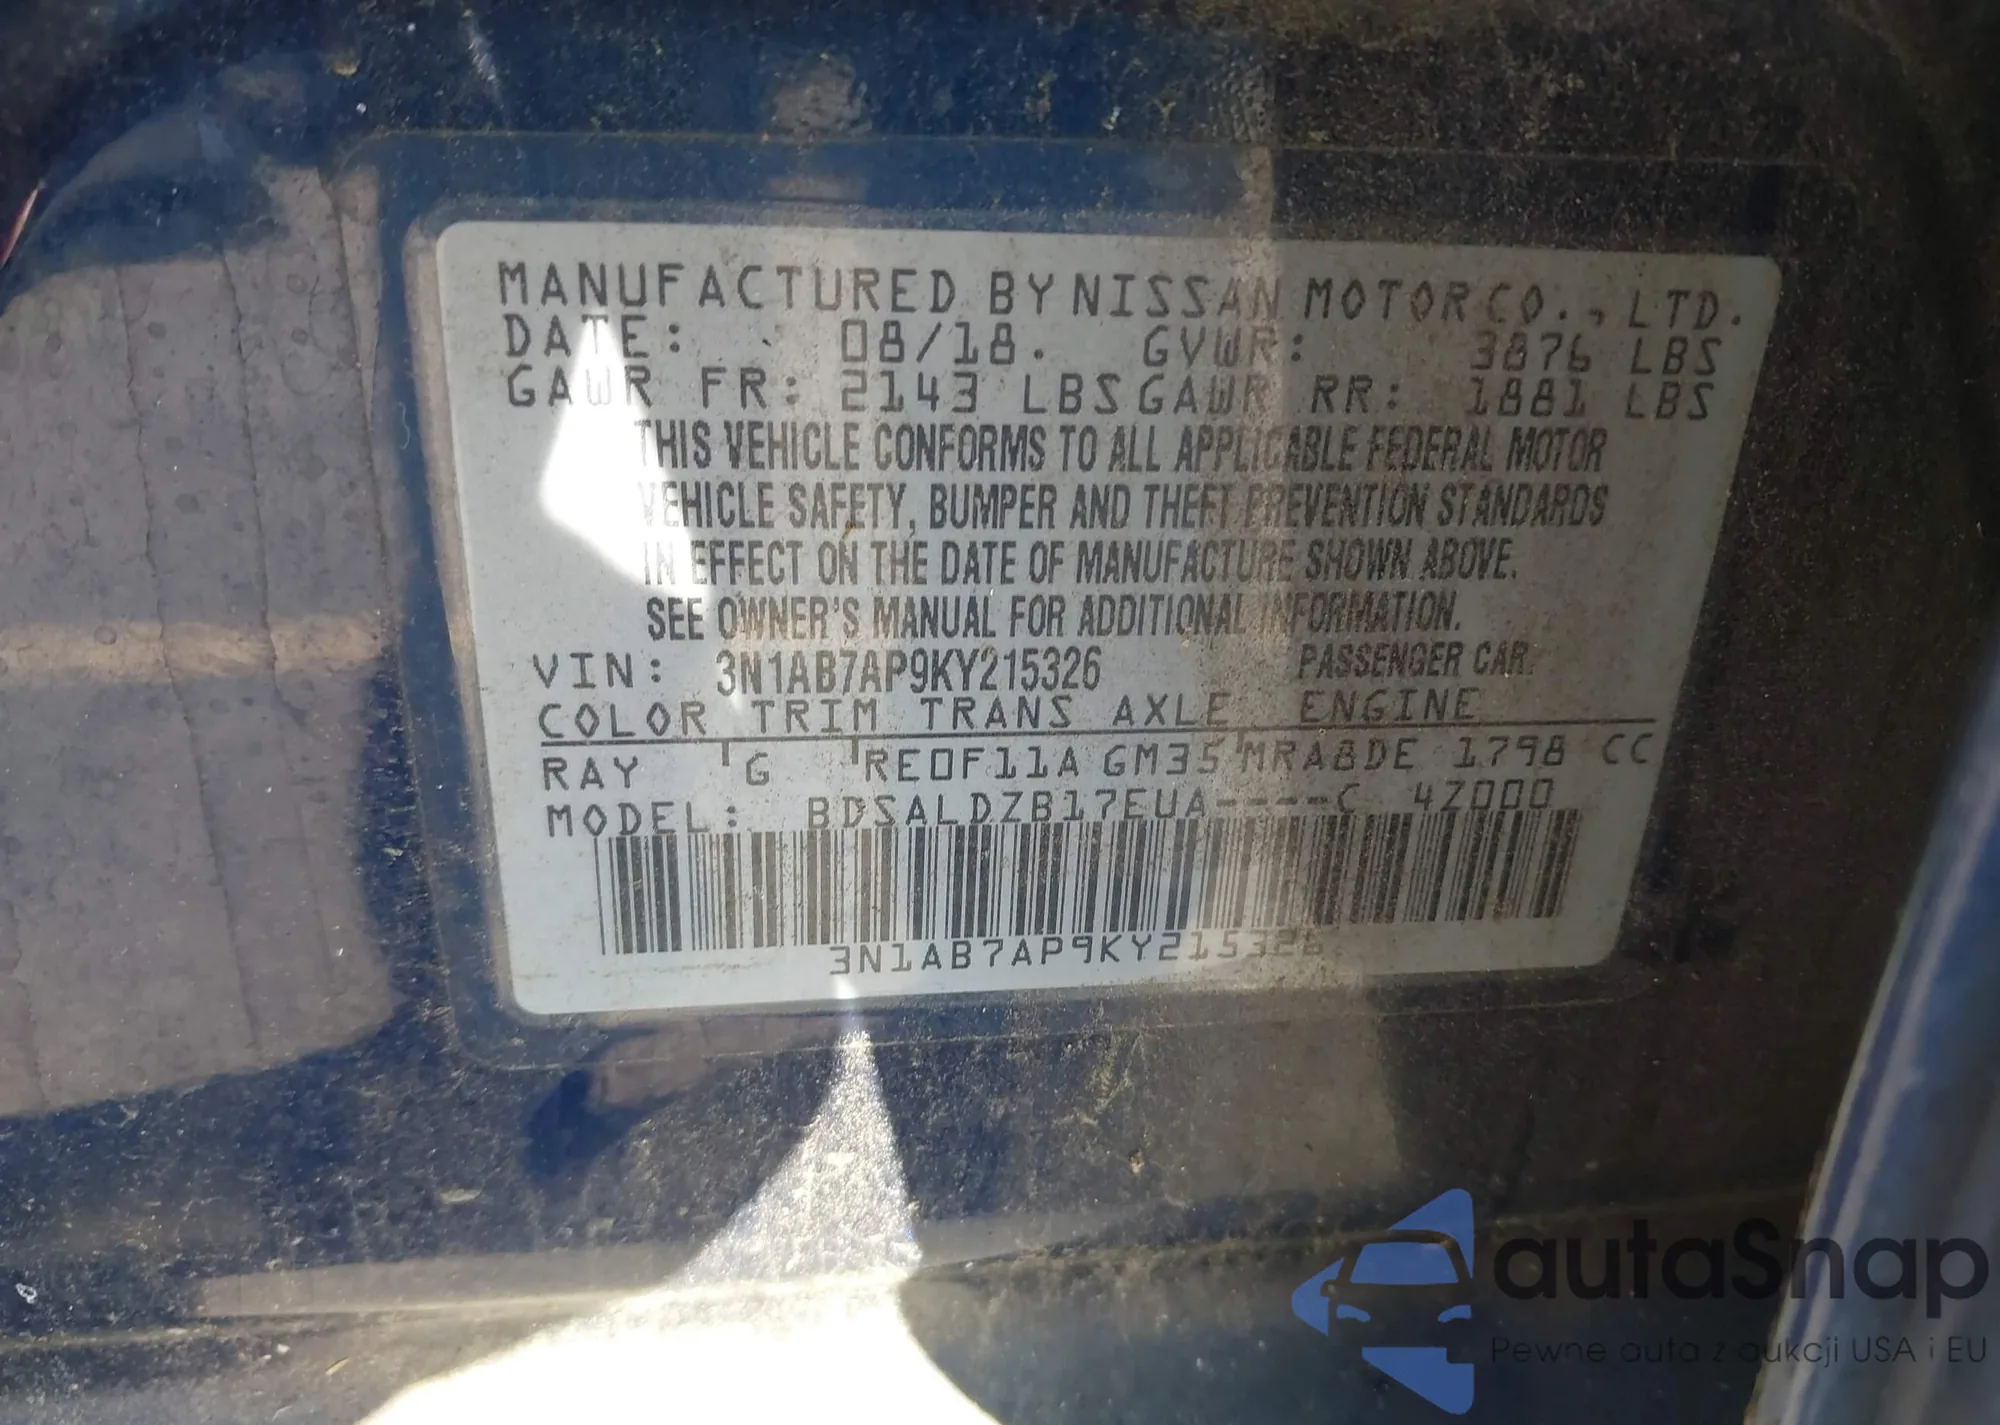 MANUFACTURED BY NISSAN MOTOR CO., LTD.
DATE: 08/18. GVWR: 3876 LBS
GAWR FR: 2143 LBS GAWR RR: 1881 LBS
THIS VEHICLE CONFORMS TO ALL APPLICABLE FEDERAL MOTOR
VEHICLE SAFETY, BUMPER AND THEFT PREVENTION STANDARDS
IN EFFECT ON THE DATE OF MANUFACTURE SHOWN ABOVE.
SEE OWNER'S MANUAL FOR ADDITIONAL INFORMATION.
VIN: 3N1AB7AP9KY215326 PASSENGER CAR.
COLOR TRIM TRANS AXLE ENGINE
RAY G RE0F11A GM35 MRA8DE 1798 CC
MODEL: BDSALDZB17EUA----C 4Z000
3N1AB7AP9KY215326
autaSnap
Pewne auta z aukcji USA i EU